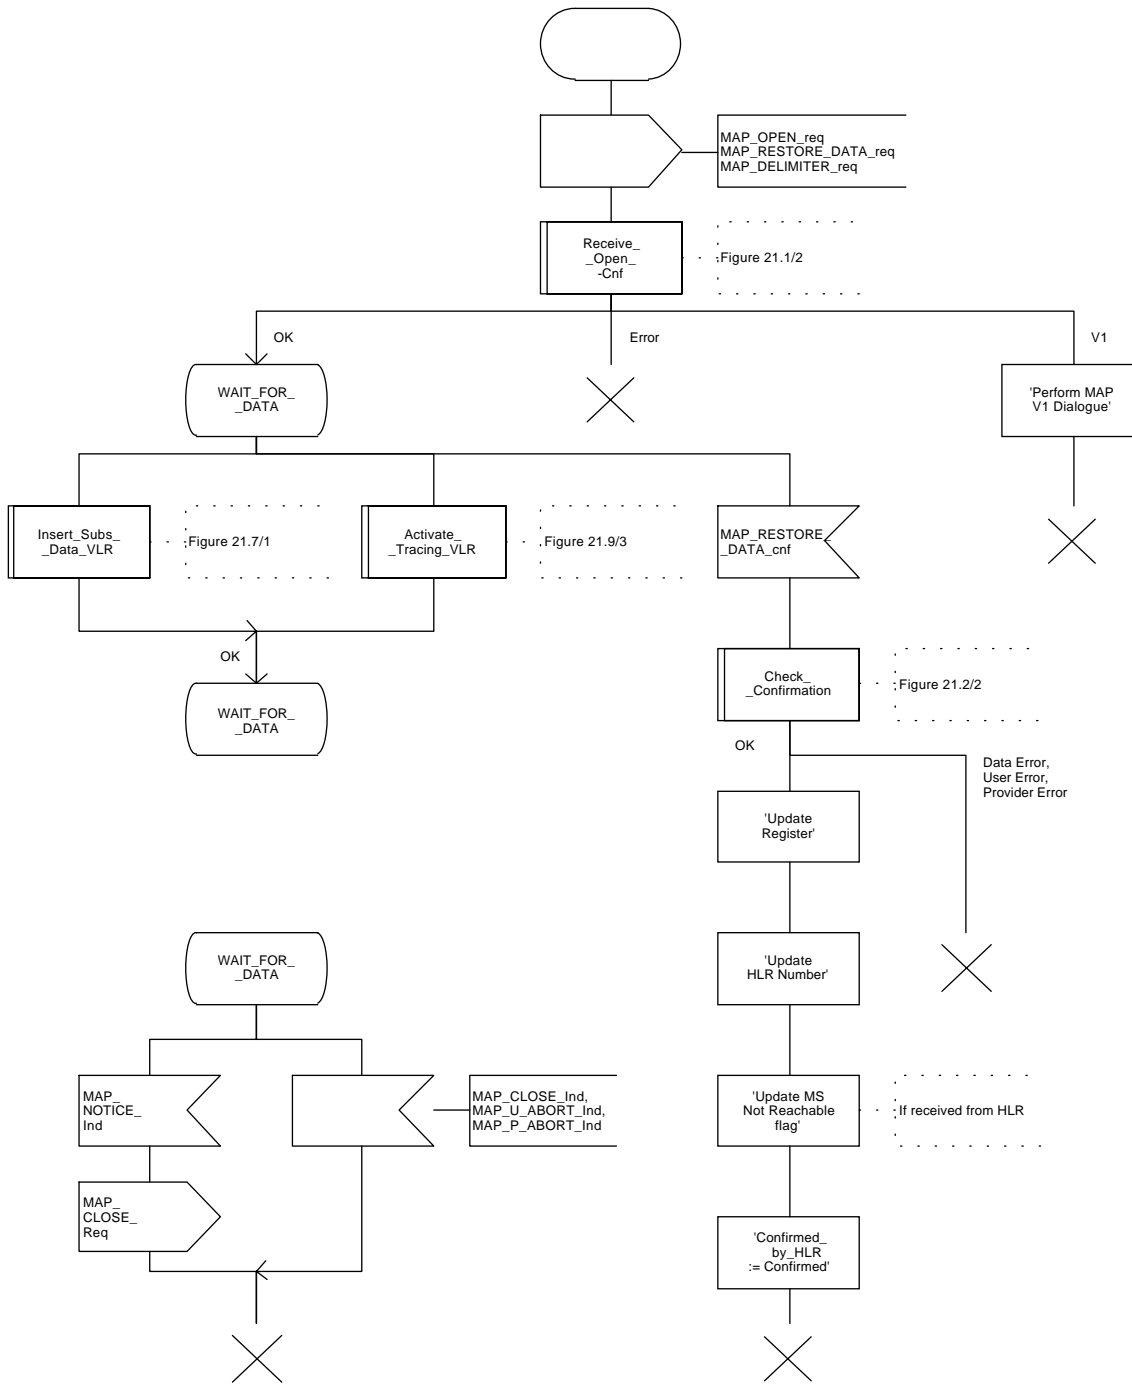 MAP_OPEN_req
MAP_RESTORE_DATA_req
MAP_DELIMITER_req
Receive_
_Open_
-Cnf
Figure 21.1/2
OK
Error
V1
WAIT_FOR_
_DATA
'Perform MAP
V1 Dialogue'
Insert_Subs_
_Data_VLR
Figure 21.7/1
Activate_
_Tracing_VLR
Figure 21.9/3
MAP_RESTORE_
_DATA_cnf
OK
WAIT_FOR_
_DATA
Check_
_Confirmation
Figure 21.2/2
OK
Data Error,
User Error,
Provider Error
'Update
Register'
WAIT_FOR_
_DATA
'Update
HLR Number'
MAP_
NOTICE_
Ind
MAP_CLOSE_Ind,
MAP_U_ABORT_Ind,
MAP_P_ABORT_Ind
'Update MS
Not Reachable
flag'
If received from HLR
MAP_
CLOSE_
Req
'Confirmed_
by_HLR
:= Confirmed'